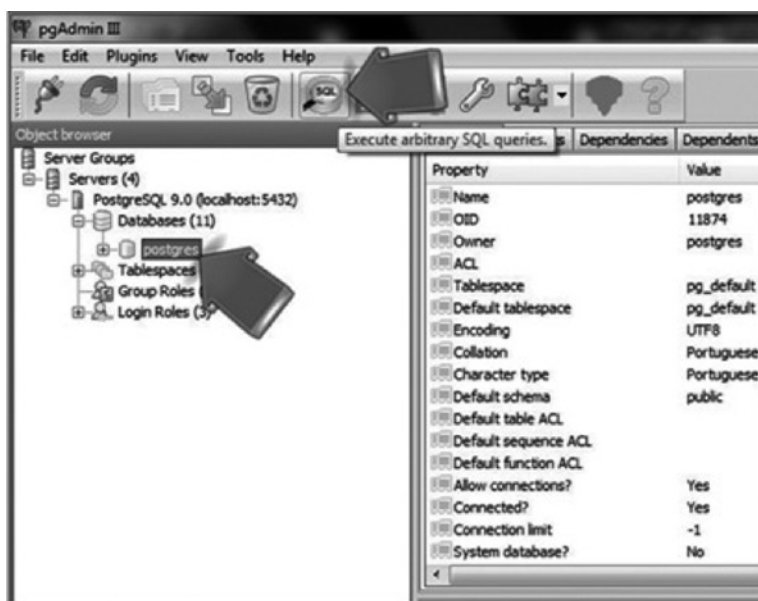 pgAdmin III
File Edit Plugins View Tools Help
SQL
Object browser
Execute arbitrary SQL queries.
s Dependencies Dependents
Server Groups
Servers (4)
PostgreSQL 9.0 (localhost:5432)
Databases (11)
postgres
Tablespaces
Group Roles (
Login Roles (3)
Property Value
Name postgres
OID 11874
Owner postgres
ACL
Tablespace pg_default
Default tablespace pg_default
Encoding UTF8
Collation Portuguese
Character type Portuguese
Default schema public
Default table ACL
Default sequence ACL
Default function ACL
Allow connections? Yes
Connected? Yes
Connection limit -1
System database? No